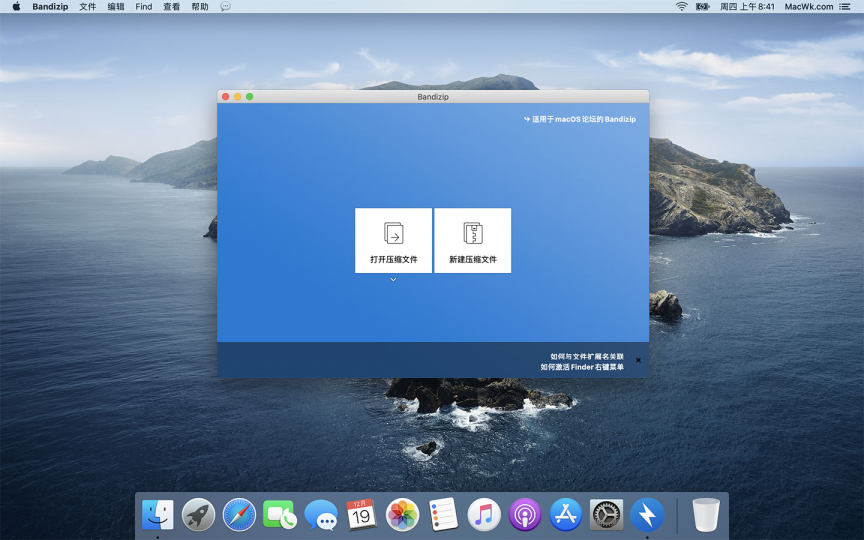 Bandizip 文件 编辑 Find 查看 帮助 周四 上午8:41 MacWk.com
Bandizip
适用于 macOS 论坛的 Bandizip
打开压缩文件 新建压缩文件
如何与文件扩展名关联
如何激活 Finder 右键菜单
12月
19